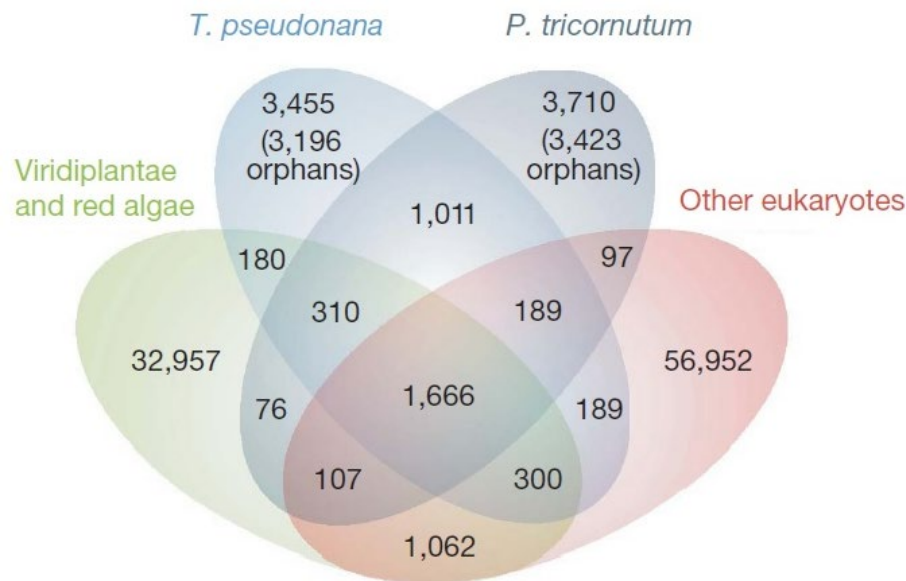 T. pseudonana
P. tricornutum
3,455
(3,196
orphans)
3,710
(3,423
orphans)
Viridiplantae
and red algae
Other eukaryotes
1,011
180
97
310
189
32,957
56,952
76
1,666
189
107
300
1,062